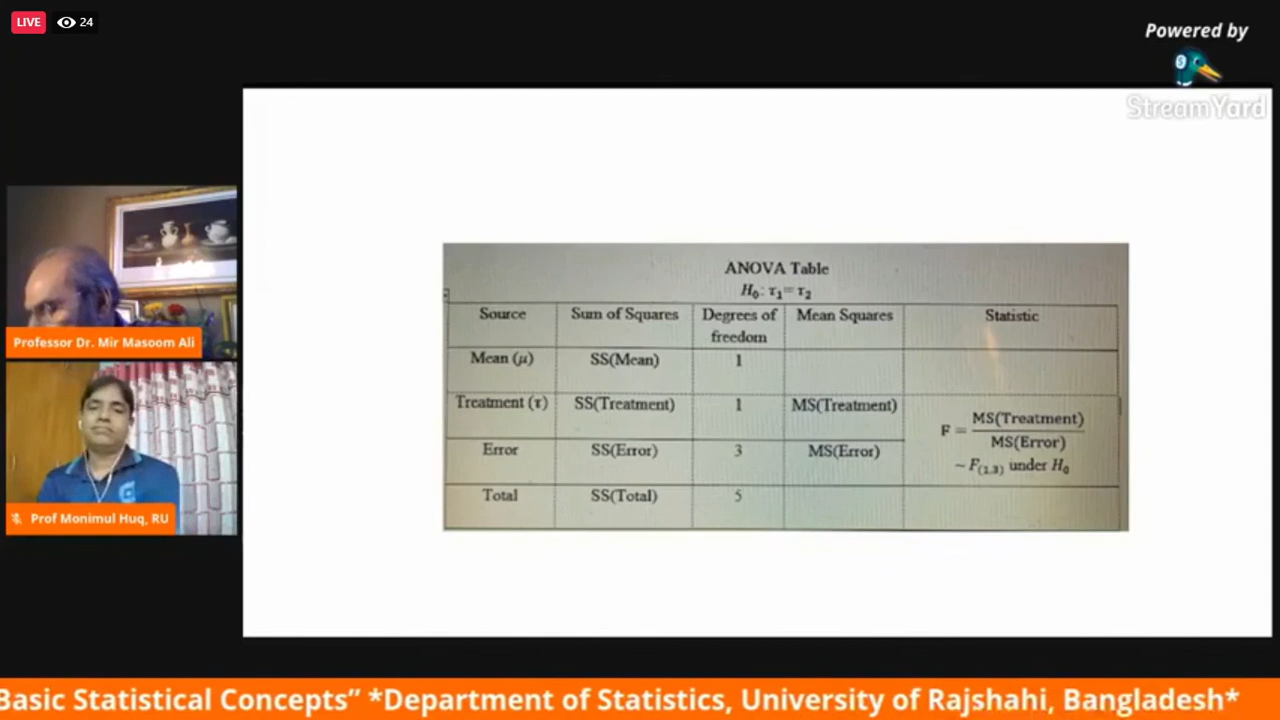 LIVE 24
Powered by
StreamYard
ANOVA Table
H₀: τ₁=τ₂
Source Sum of Squares Degrees of freedom Mean Squares Statistic
Mean (μ) SS(Mean) 1
Treatment (τ) SS(Treatment) 1 MS(Treatment)
F = MS(Treatment) / MS(Error)
~ F(1,3) under H₀
Error SS(Error) 3 MS(Error)
Total SS(Total) 5
Professor Dr. Mir Masoom Ali
Prof Monimul Huq, RU
Basic Statistical Concepts” *Department of Statistics, University of Rajshahi, Bangladesh*